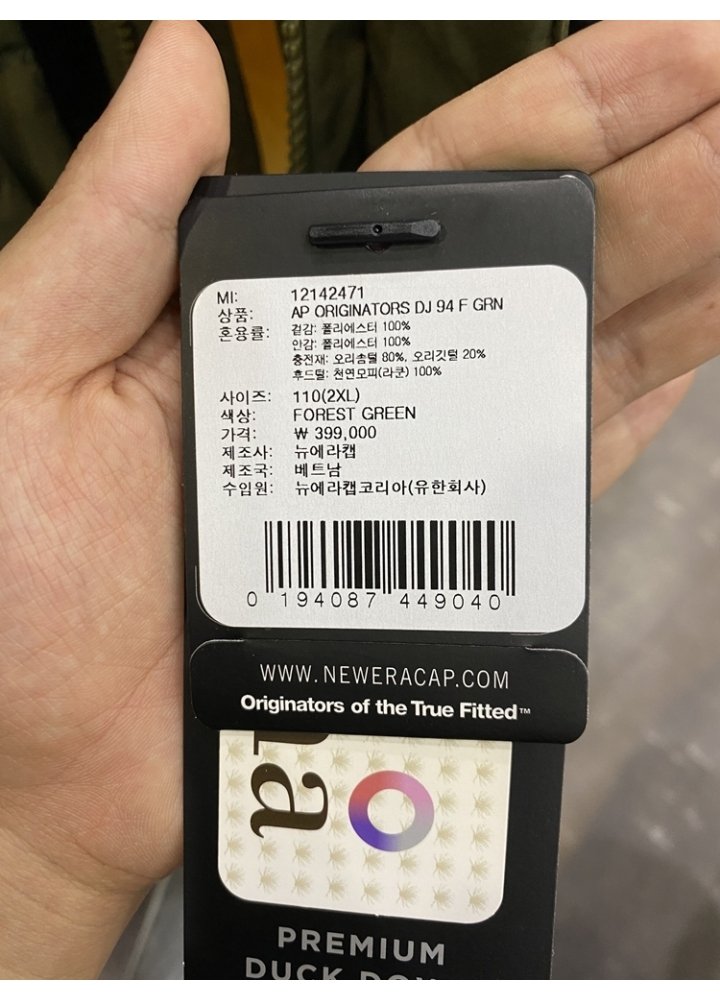 MI: 12142471
상품: AP ORIGINATORS DJ 94 F GRN
혼용률: 겉감: 폴리에스터 100%
안감: 폴리에스터 100%
충전재: 오리솜털 80%, 오리깃털 20%
후드털: 천연모피(라쿤) 100%
사이즈: 110(2XL)
색상: FOREST GREEN
가격: ₩ 399,000
제조사: 뉴에라캡
제조국: 베트남
수입원: 뉴에라캡코리아(유한회사)
0 194087 449040
WWW.NEWERACAP.COM
Originators of the True Fitted™
PREMIUM
DUCK